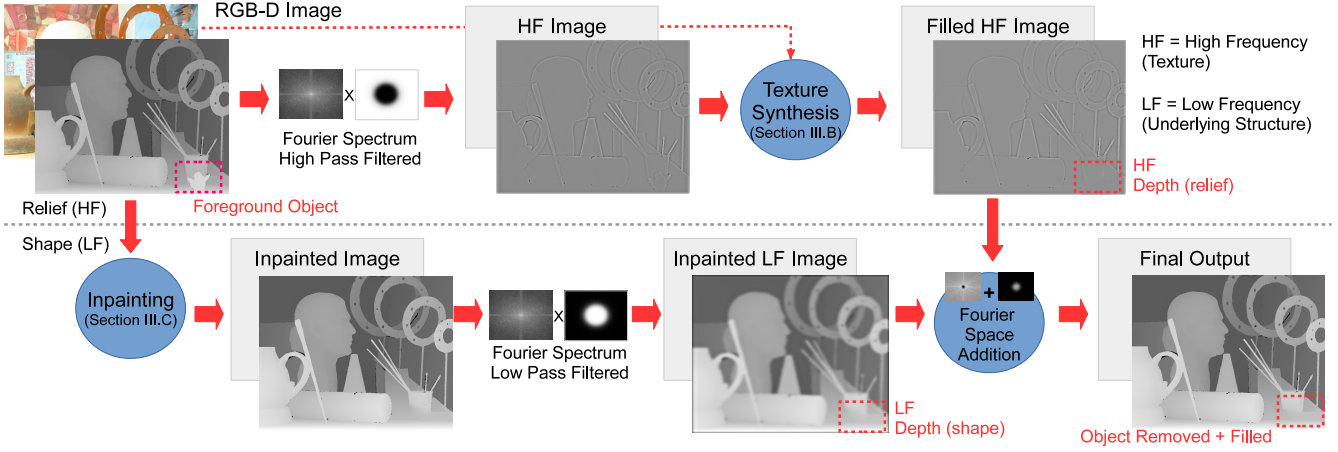 RGB-D Image
HF Image
Filled HF Image
HF = High Frequency
(Texture)
LF = Low Frequency
(Underlying Structure)
X
Fourier Spectrum
High Pass Filtered
Texture
Synthesis
(Section III.B)
HF
Depth (relief)
Relief (HF)
Foreground Object
Shape (LF)
Inpainting
(Section III.C)
Inpainted Image
X
Fourier Spectrum
Low Pass Filtered
Inpainted LF Image
LF
Depth (shape)
+
Fourier
Space
Addition
Final Output
Object Removed + Filled